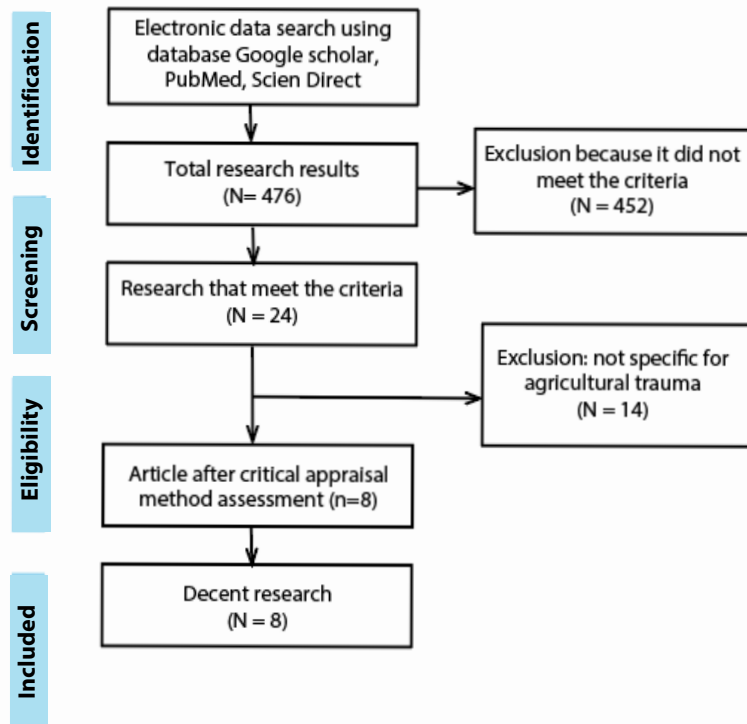 Identification
Electronic data search using
database Google scholar,
PubMed, Scien Direct
Total research results
(N= 476)
Exclusion because it did not
meet the criteria
(N = 452)
Screening
Research that meet the criteria
(N = 24)
Exclusion: not specific for
agricultural trauma
(N = 14)
Eligibility
Article after critical appraisal
method assessment (n=8)
Included
Decent research
(N = 8)